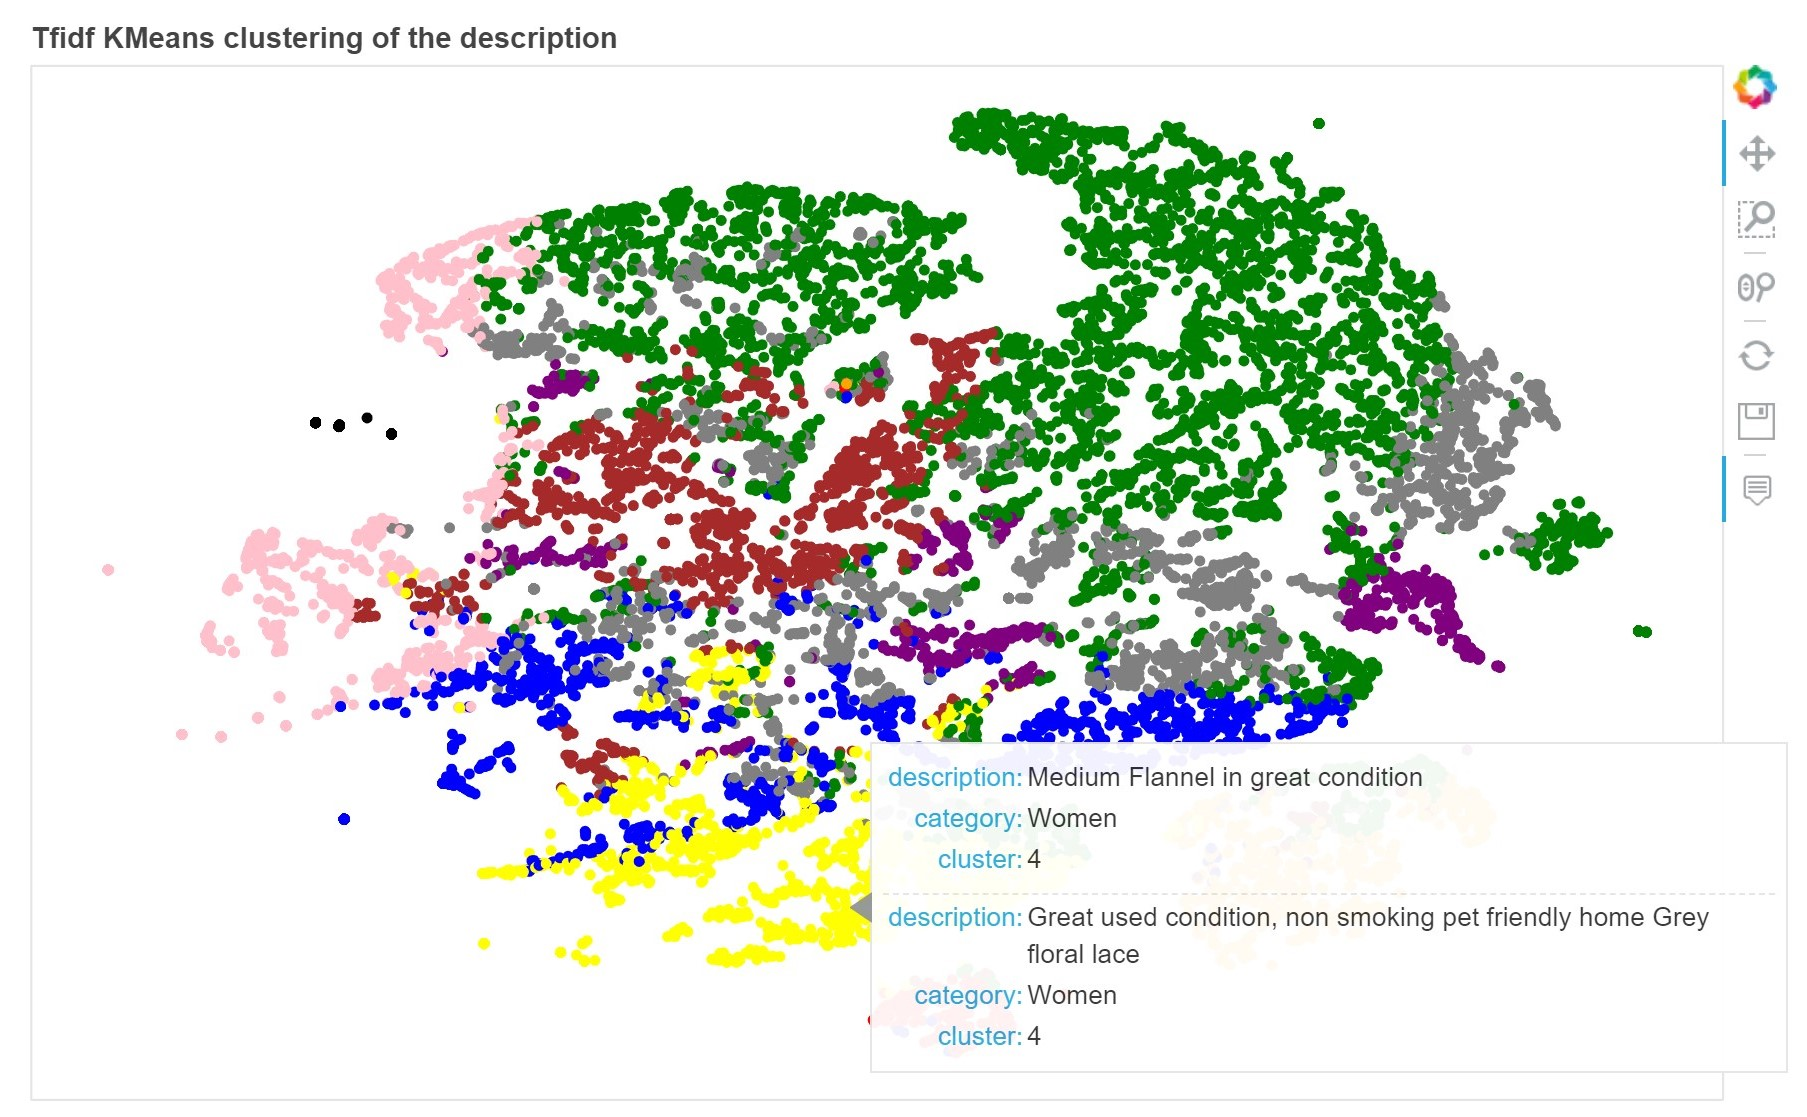 Tfidf KMeans clustering of the description
description: Medium Flannel in great condition
category: Women
cluster: 4
description: Great used condition, non smoking pet friendly home Grey
floral lace
category: Women
cluster: 4